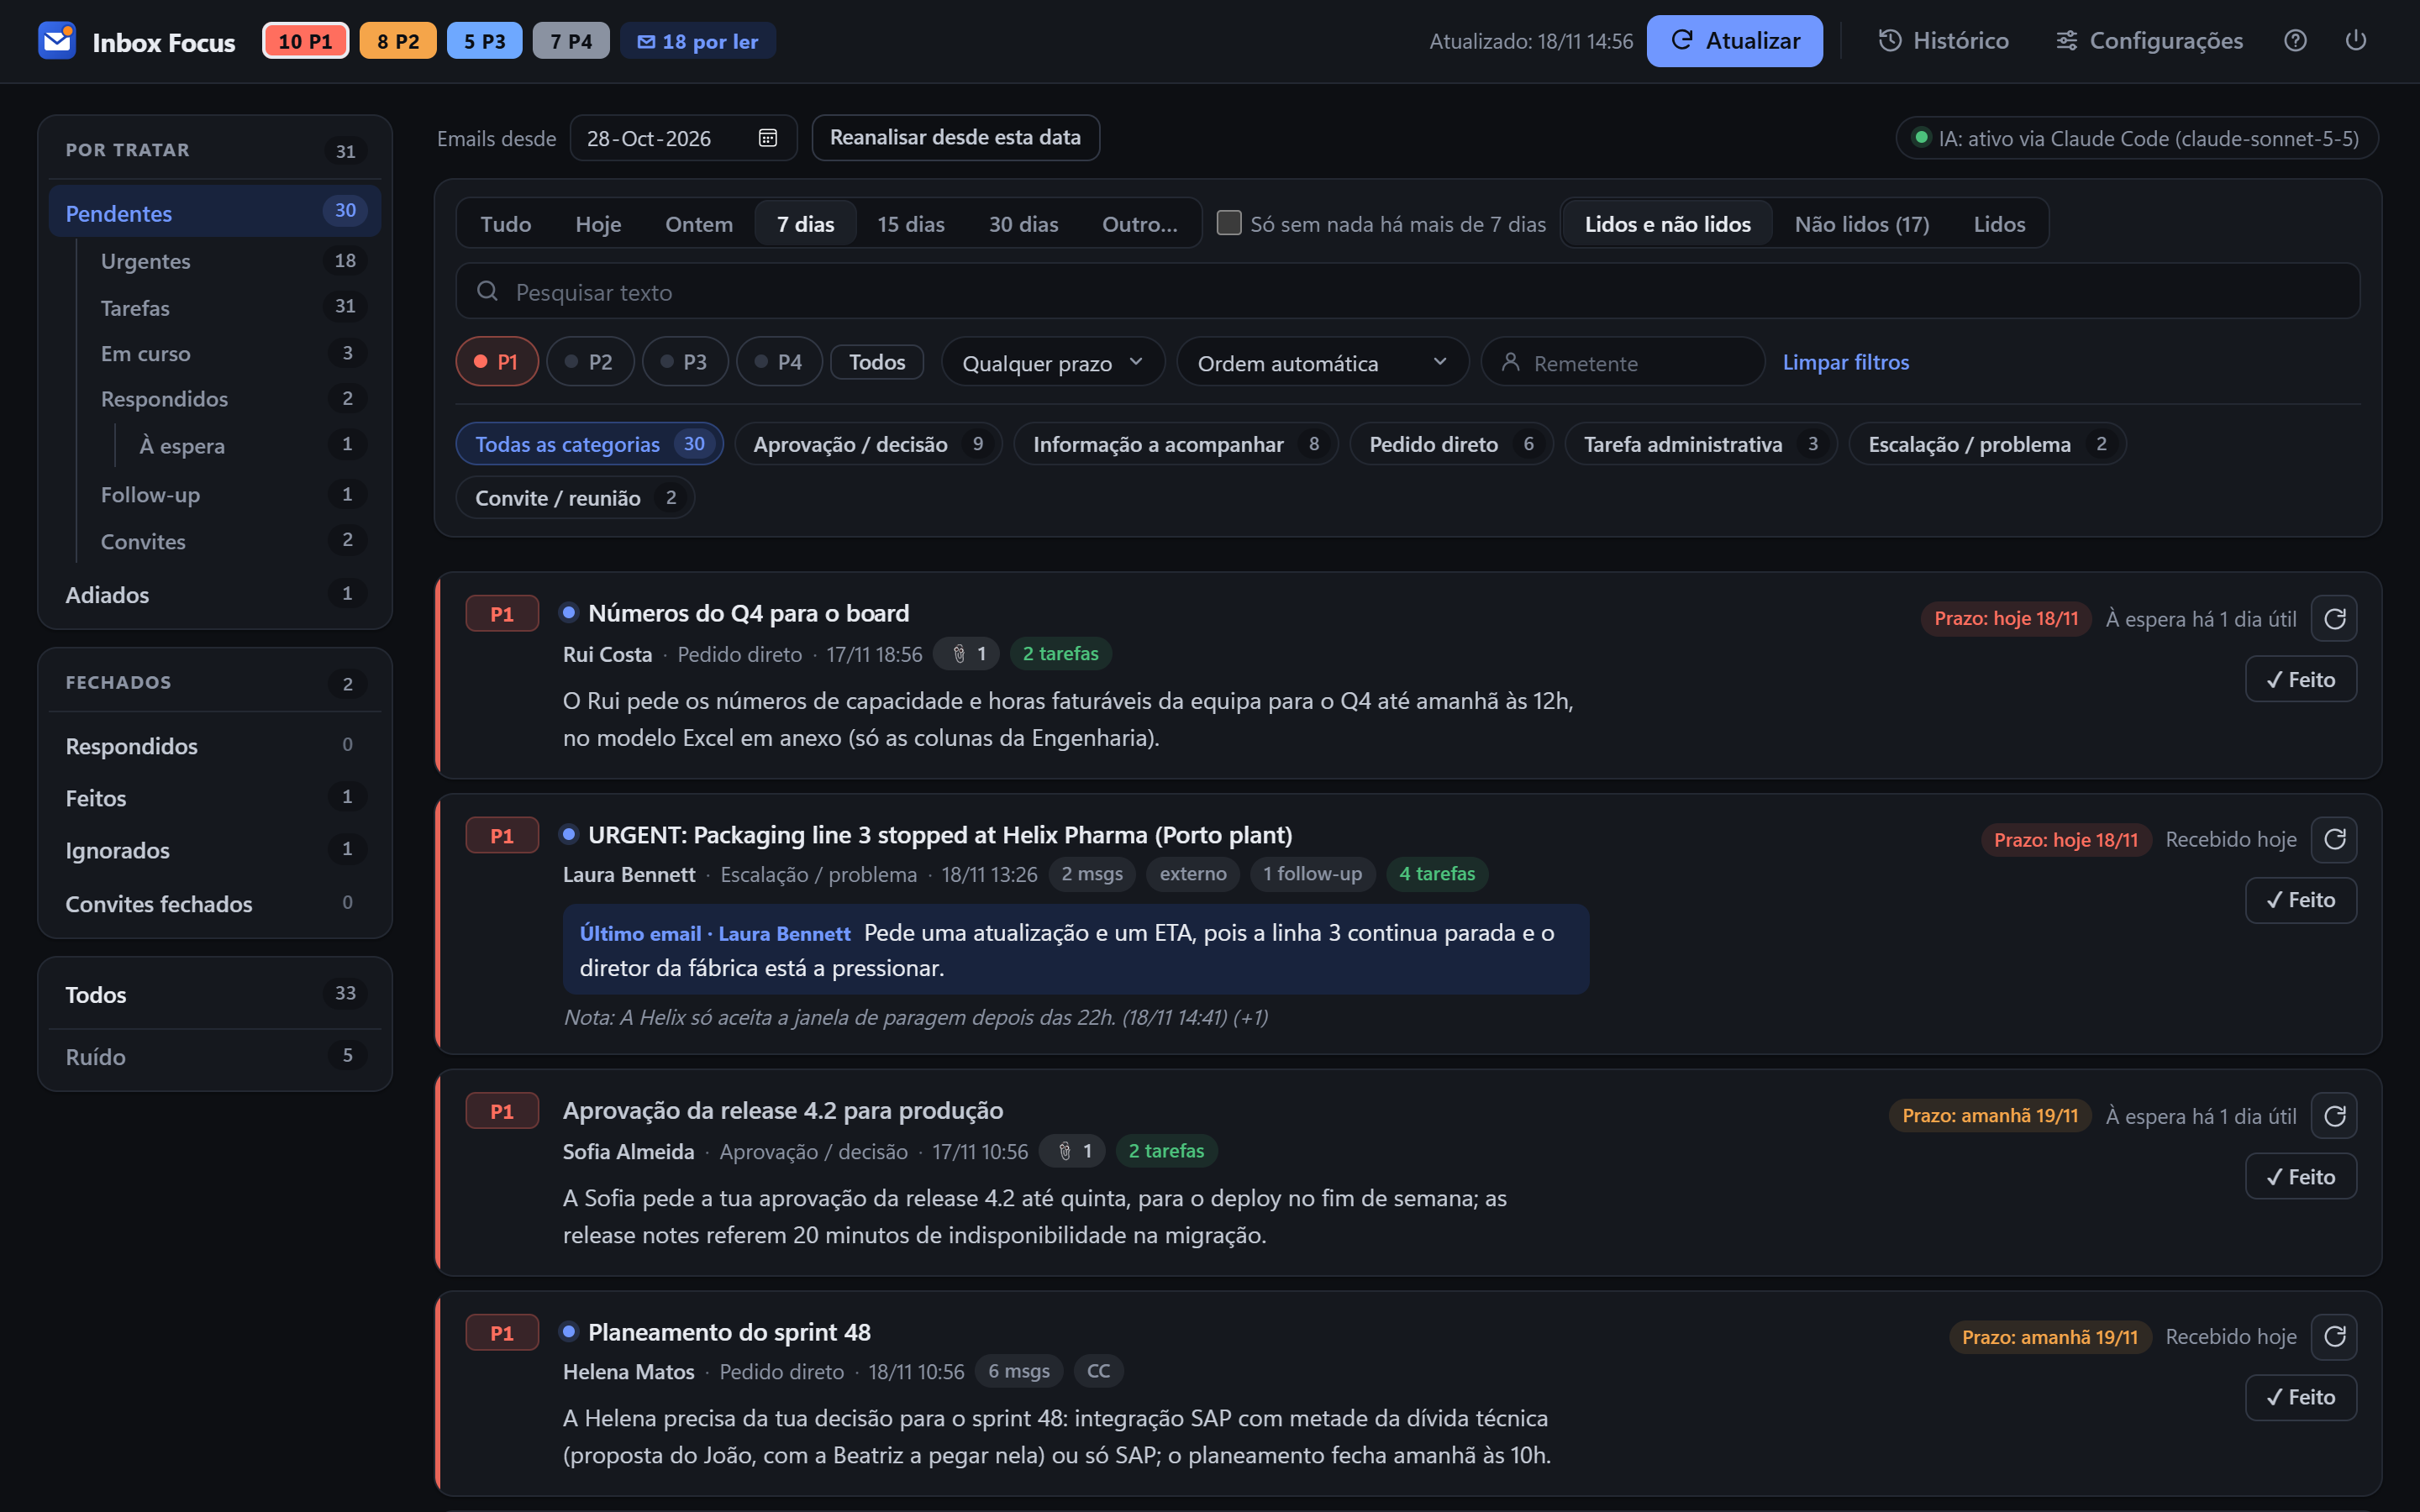 Inbox Focus 10 P1 8 P2 5 P3 7 P4 18 por ler Atualizado: 18/11 14:56 Atualizar Histórico Configurações
POR TRATAR 31
Pendentes 30
Urgentes 18
Tarefas 31
Em curso 3
Respondidos 2
À espera 1
Follow-up 1
Convites 2
Adiados 1
FECHADOS 2
Respondidos 0
Feitos 1
Ignorados 1
Convites fechados 0
Todos 33
Ruído 5
Emails desde 28-Oct-2026 Reanalisar desde esta data IA: ativo via Claude Code (claude-sonnet-5-5)
Tudo Hoje Ontem 7 dias 15 dias 30 dias Outro... Só sem nada há mais de 7 dias Lidos e não lidos Não lidos (17) Lidos
Pesquisar texto
P1 P2 P3 P4 Todos Qualquer prazo Ordem automática Remetente Limpar filtros
Todas as categorias 30 Aprovação / decisão 9 Informação a acompanhar 8 Pedido direto 6 Tarefa administrativa 3 Escalação / problema 2
Convite / reunião 2
P1 Números do Q4 para o board Prazo: hoje 18/11 À espera há 1 dia útil
Rui Costa · Pedido direto · 17/11 18:56 1 2 tarefas
✓ Feito
O Rui pede os números de capacidade e horas faturáveis da equipa para o Q4 até amanhã às 12h,
no modelo Excel em anexo (só as colunas da Engenharia).
P1 URGENT: Packaging line 3 stopped at Helix Pharma (Porto plant) Prazo: hoje 18/11 Recebido hoje
Laura Bennett · Escalação / problema · 18/11 13:26 2 msgs externo 1 follow-up 4 tarefas
✓ Feito
Último email · Laura Bennett Pede uma atualização e um ETA, pois a linha 3 continua parada e o
diretor da fábrica está a pressionar.
Nota: A Helix só aceita a janela de paragem depois das 22h. (18/11 14:41) (+1)
P1 Aprovação da release 4.2 para produção Prazo: amanhã 19/11 À espera há 1 dia útil
Sofia Almeida · Aprovação / decisão · 17/11 10:56 1 2 tarefas
✓ Feito
A Sofia pede a tua aprovação da release 4.2 até quinta, para o deploy no fim de semana; as
release notes referem 20 minutos de indisponibilidade na migração.
P1 Planeamento do sprint 48 Prazo: amanhã 19/11 Recebido hoje
Helena Matos · Pedido direto · 18/11 10:56 6 msgs CC
✓ Feito
A Helena precisa da tua decisão para o sprint 48: integração SAP com metade da dívida técnica
(proposta do João, com a Beatriz a pegar nela) ou só SAP; o planeamento fecha amanhã às 10h.